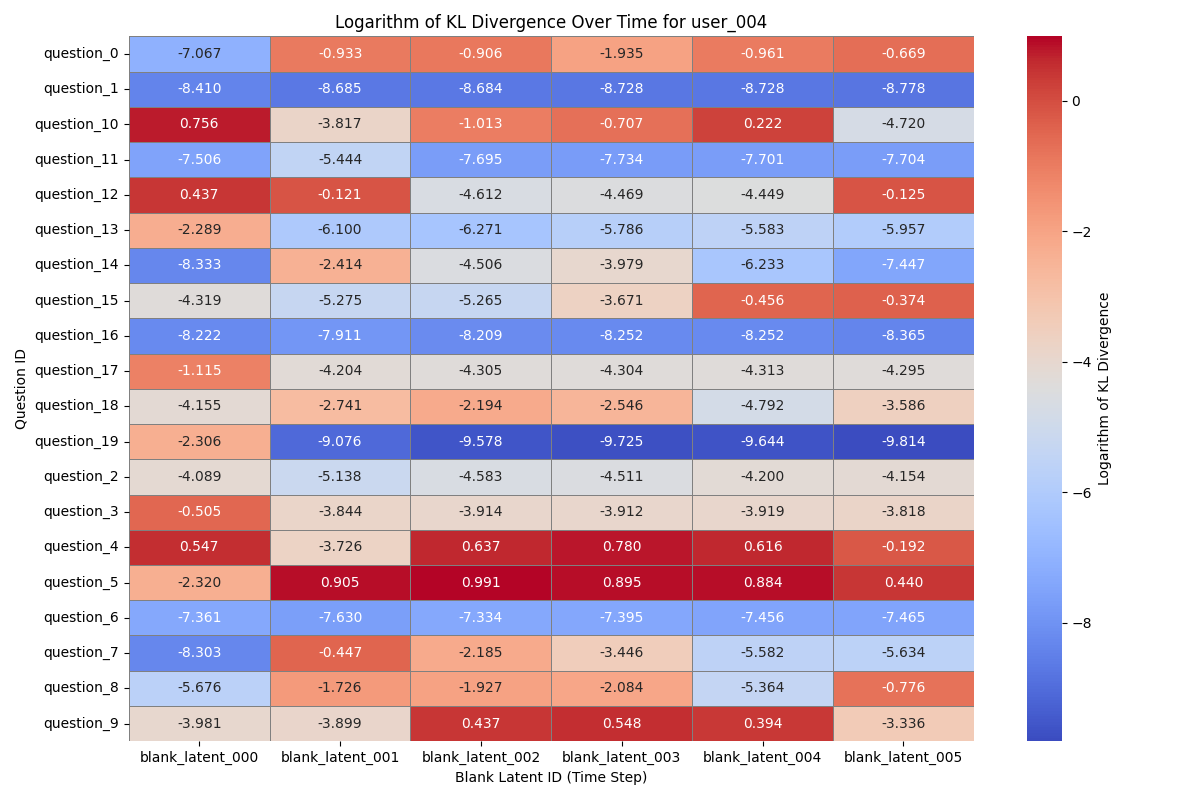 Logarithm of KL Divergence Over Time for user_004
question_0 -7.067 -0.933 -0.906 -1.935 -0.961 -0.669
question_1 -8.410 -8.685 -8.684 -8.728 -8.728 -8.778
question_10 0.756 -3.817 -1.013 -0.707 0.222 -4.720
question_11 -7.506 -5.444 -7.695 -7.734 -7.701 -7.704
question_12 0.437 -0.121 -4.612 -4.469 -4.449 -0.125
question_13 -2.289 -6.100 -6.271 -5.786 -5.583 -5.957
question_14 -8.333 -2.414 -4.506 -3.979 -6.233 -7.447
question_15 -4.319 -5.275 -5.265 -3.671 -0.456 -0.374
question_16 -8.222 -7.911 -8.209 -8.252 -8.252 -8.365
question_17 -1.115 -4.204 -4.305 -4.304 -4.313 -4.295
question_18 -4.155 -2.741 -2.194 -2.546 -4.792 -3.586
question_19 -2.306 -9.076 -9.578 -9.725 -9.644 -9.814
question_2 -4.089 -5.138 -4.583 -4.511 -4.200 -4.154
question_3 -0.505 -3.844 -3.914 -3.912 -3.919 -3.818
question_4 0.547 -3.726 0.637 0.780 0.616 -0.192
question_5 -2.320 0.905 0.991 0.895 0.884 0.440
question_6 -7.361 -7.630 -7.334 -7.395 -7.456 -7.465
question_7 -8.303 -0.447 -2.185 -3.446 -5.582 -5.634
question_8 -5.676 -1.726 -1.927 -2.084 -5.364 -0.776
question_9 -3.981 -3.899 0.437 0.548 0.394 -3.336
blank_latent_000 blank_latent_001 blank_latent_002 blank_latent_003 blank_latent_004 blank_latent_005
Blank Latent ID (Time Step)
Question ID
0
−2
−4
−6
−8
Logarithm of KL Divergence